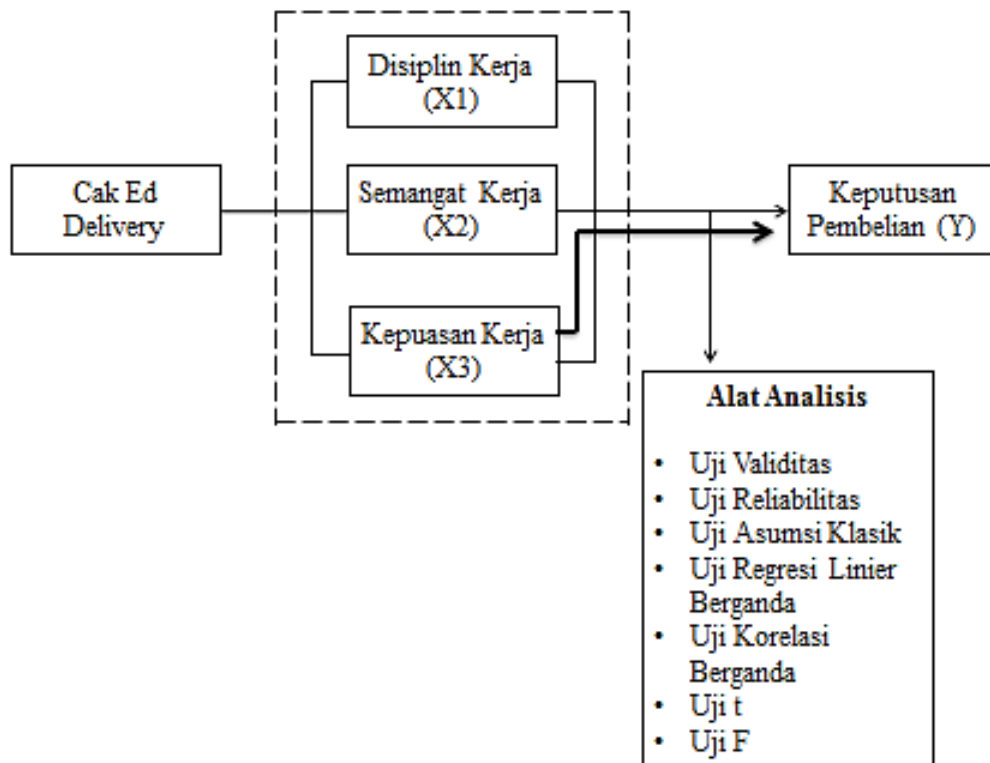 Disiplin Kerja
(X1)
Cak Ed
Delivery
Semangat Kerja
(X2)
Keputusan
Pembelian (Y)
Kepuasan Kerja
(X3)
Alat Analisis
• Uji Validitas
• Uji Reliabilitas
• Uji Asumsi Klasik
• Uji Regresi Linier
Berganda
• Uji Korelasi
Berganda
• Uji t
• Uji F